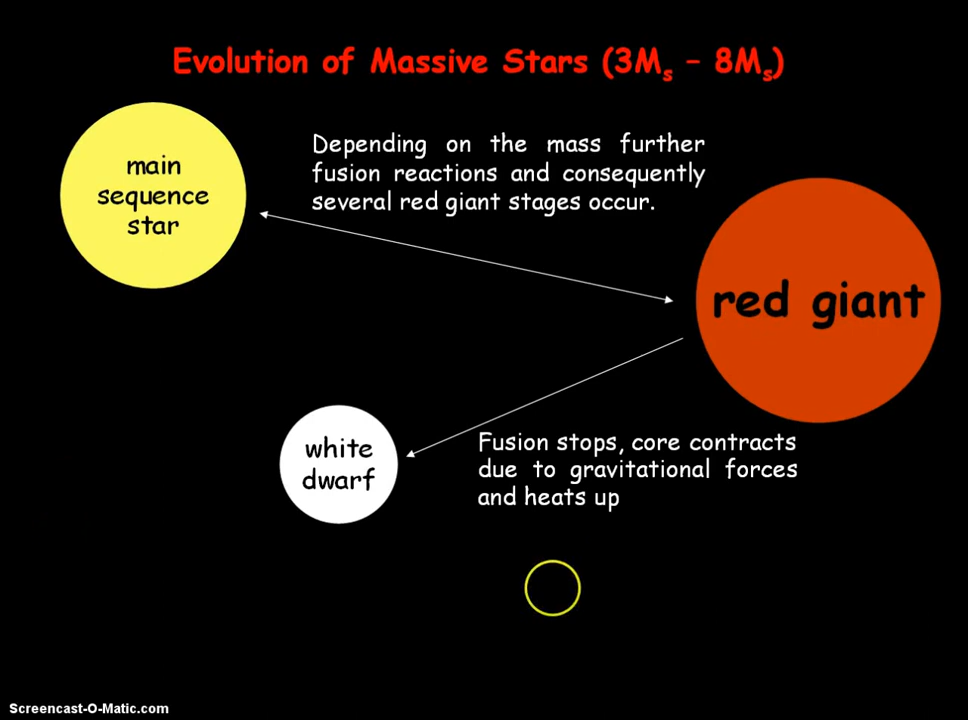 Evolution of Massive Stars (3Ms – 8Ms)
main
sequence
star
Depending on the mass further
fusion reactions and consequently
several red giant stages occur.
red giant
white
dwarf
Fusion stops, core contracts
due to gravitational forces
and heats up
Screencast-O-Matic.com